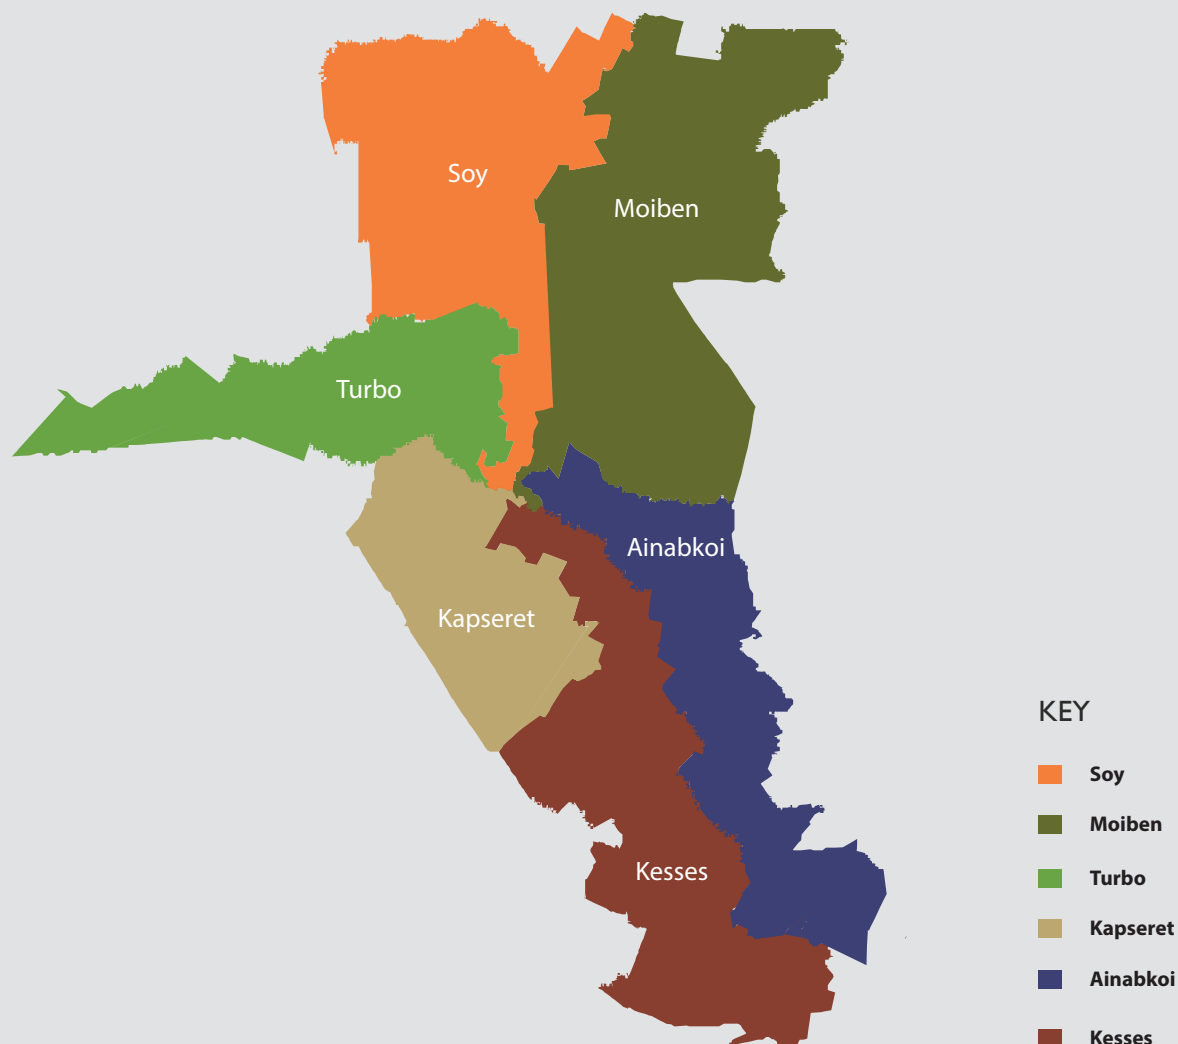 Soy
Moiben
Turbo
Ainabkoi
Kapseret
Kesses
KEY
Soy
Moiben
Turbo
Kapseret
Ainabkoi
Kesses